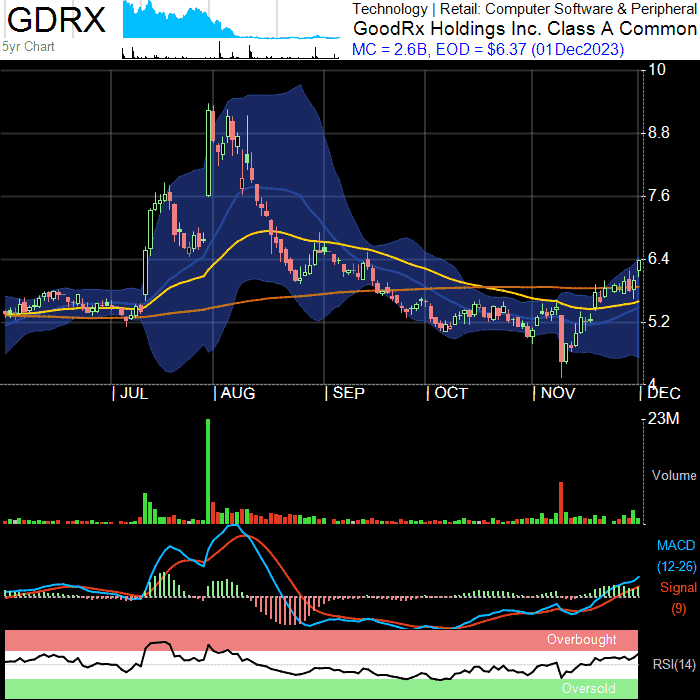 GDRX
5yr Chart
Technology | Retail: Computer Software & Peripheral
GoodRx Holdings Inc. Class A Common
MC = 2.6B, EOD = $6.37 (01Dec2023)
10
8.8
7.6
6.4
5.2
4
JUL AUG SEP OCT NOV DEC
23M
Volume
MACD
(12-26)
Signal
(9)
Overbought
RSI(14)
Oversold